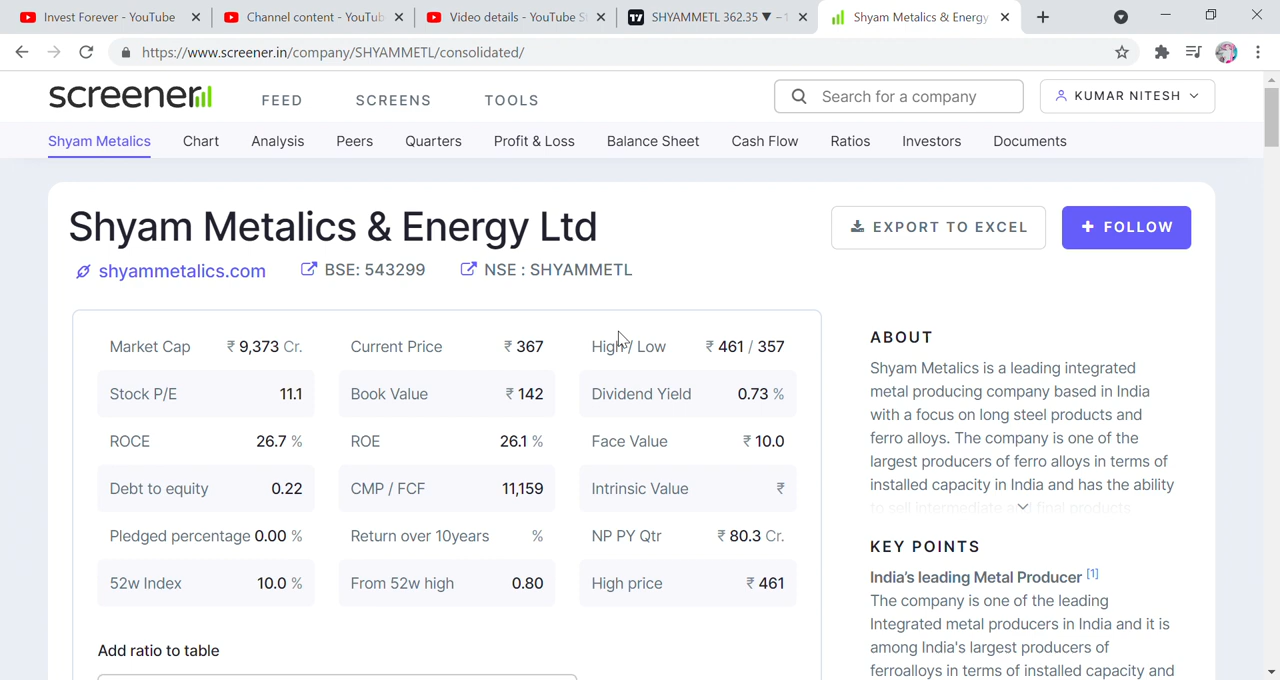 Invest Forever - YouTube
Channel content - YouTub
Video details - YouTube S
SHYAMMETL 362.35 ▼ −1
Shyam Metalics & Energy
https://www.screener.in/company/SHYAMMETL/consolidated/
screener
FEED SCREENS TOOLS
Search for a company
KUMAR NITESH
Shyam Metalics Chart Analysis Peers Quarters Profit & Loss Balance Sheet Cash Flow Ratios Investors Documents
Shyam Metalics & Energy Ltd
EXPORT TO EXCEL
+ FOLLOW
shyammetalics.com BSE: 543299 NSE : SHYAMMETL
Market Cap ₹ 9,373 Cr. Current Price ₹ 367 High / Low ₹ 461 / 357
Stock P/E 11.1 Book Value ₹ 142 Dividend Yield 0.73 %
ROCE 26.7 % ROE 26.1 % Face Value ₹ 10.0
Debt to equity 0.22 CMP / FCF 11,159 Intrinsic Value ₹
Pledged percentage 0.00 % Return over 10years % NP PY Qtr ₹ 80.3 Cr.
52w Index 10.0 % From 52w high 0.80 High price ₹ 461
Add ratio to table
ABOUT
Shyam Metalics is a leading integrated
metal producing company based in India
with a focus on long steel products and
ferro alloys. The company is one of the
largest producers of ferro alloys in terms of
installed capacity in India and has the ability
to sell intermediate and final products
KEY POINTS
India's leading Metal Producer [1]
The company is one of the leading
Integrated metal producers in India and it is
among India's largest producers of
ferroalloys in terms of installed capacity and